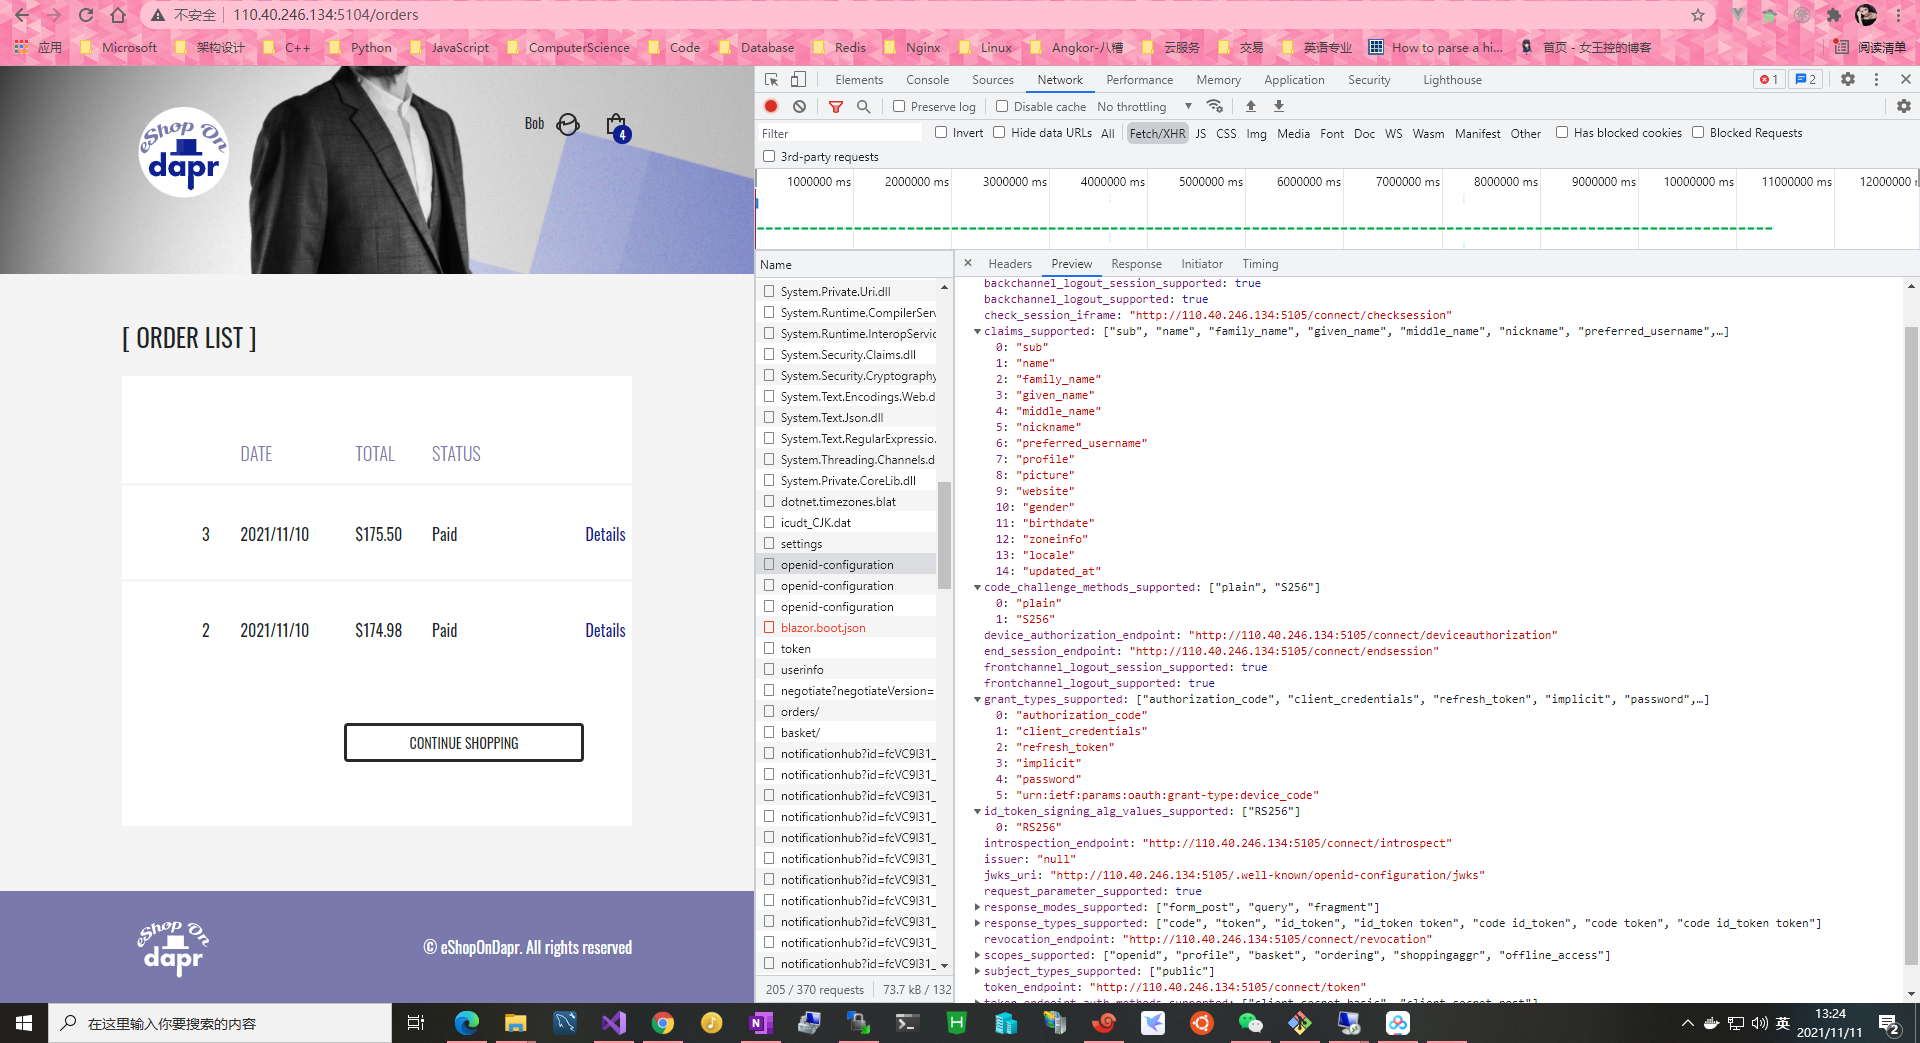 不安全 110.40.246.134:5104/orders
应用 Microsoft 架构设计 C++ Python JavaScript ComputerScience Code Database Redis Nginx Linux Angkor-八槽 云服务 交易 英语专业 How to parse a hi... 首页 - 女王控的博客 阅读清单
eShop On
dapr
Bob
4
[ ORDER LIST ]
DATE TOTAL STATUS
3 2021/11/10 $175.50 Paid Details
2 2021/11/10 $174.98 Paid Details
CONTINUE SHOPPING
eShop On
dapr
© eShopOnDapr. All rights reserved
Elements Console Sources Network Performance Memory Application Security Lighthouse 1 2
Preserve log Disable cache No throttling
Filter Invert Hide data URLs All Fetch/XHR JS CSS Img Media Font Doc WS Wasm Manifest Other Has blocked cookies Blocked Requests
3rd-party requests
1000000 ms 2000000 ms 3000000 ms 4000000 ms 5000000 ms 6000000 ms 7000000 ms 8000000 ms 9000000 ms 10000000 ms 11000000 ms 12000000 
Name
System.Private.Uri.dll
System.Runtime.CompilerServ
System.Runtime.InteropServic
System.Security.Claims.dll
System.Security.Cryptography
System.Text.Encodings.Web.d
System.Text.Json.dll
System.Text.RegularExpressio.
System.Threading.Channels.d
System.Private.CoreLib.dll
dotnet.timezones.blat
icudt_CJK.dat
settings
openid-configuration
openid-configuration
openid-configuration
blazor.boot.json
token
userinfo
negotiate?negotiateVersion=
orders/
basket/
notificationhub?id=fcVC9I31_
notificationhub?id=fcVC9I31_
notificationhub?id=fcVC9I31_
notificationhub?id=fcVC9I31_
notificationhub?id=fcVC9I31_
notificationhub?id=fcVC9I31_
notificationhub?id=fcVC9I31_
notificationhub?id=fcVC9I31_
notificationhub?id=fcVC9I31_
notificationhub?id=fcVC9I31_
notificationhub?id=fcVC9I31_
205 / 370 requests 73.7 kB / 132
Headers Preview Response Initiator Timing
backchannel_logout_session_supported: true
backchannel_logout_supported: true
check_session_iframe: "http://110.40.246.134:5105/connect/checksession"
claims_supported: ["sub", "name", "family_name", "given_name", "middle_name", "nickname", "preferred_username",…]
0: "sub"
1: "name"
2: "family_name"
3: "given_name"
4: "middle_name"
5: "nickname"
6: "preferred_username"
7: "profile"
8: "picture"
9: "website"
10: "gender"
11: "birthdate"
12: "zoneinfo"
13: "locale"
14: "updated_at"
code_challenge_methods_supported: ["plain", "S256"]
0: "plain"
1: "S256"
device_authorization_endpoint: "http://110.40.246.134:5105/connect/deviceauthorization"
end_session_endpoint: "http://110.40.246.134:5105/connect/endsession"
frontchannel_logout_session_supported: true
frontchannel_logout_supported: true
grant_types_supported: ["authorization_code", "client_credentials", "refresh_token", "implicit", "password",…]
0: "authorization_code"
1: "client_credentials"
2: "refresh_token"
3: "implicit"
4: "password"
5: "urn:ietf:params:oauth:grant-type:device_code"
id_token_signing_alg_values_supported: ["RS256"]
0: "RS256"
introspection_endpoint: "http://110.40.246.134:5105/connect/introspect"
issuer: "null"
jwks_uri: "http://110.40.246.134:5105/.well-known/openid-configuration/jwks"
request_parameter_supported: true
response_modes_supported: ["form_post", "query", "fragment"]
response_types_supported: ["code", "token", "id_token", "id_token token", "code id_token", "code token", "code id_token token"]
revocation_endpoint: "http://110.40.246.134:5105/connect/revocation"
scopes_supported: ["openid", "profile", "basket", "ordering", "shoppingaggr", "offline_access"]
subject_types_supported: ["public"]
token_endpoint: "http://110.40.246.134:5105/connect/token"
token_endpoint_auth_methods_supported: ["client_secret_basic", "client_secret_post"]
在这里输入你要搜索的内容
英 13:24
2021/11/11
2